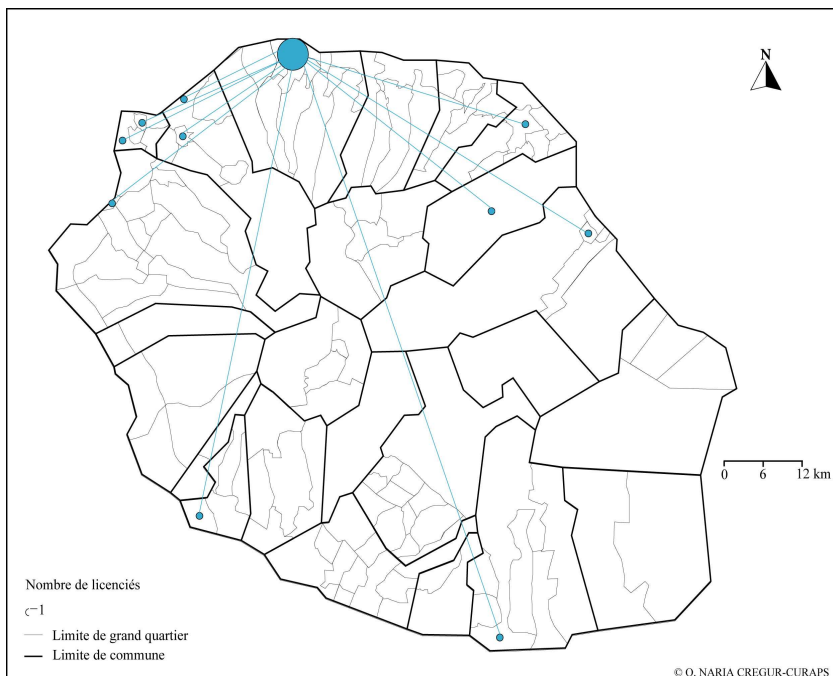 N
0 6 12 km
Nombre de licenciés
1
Limite de grand quartier
Limite de commune
© O. NARIA CREGUR-CURAPS